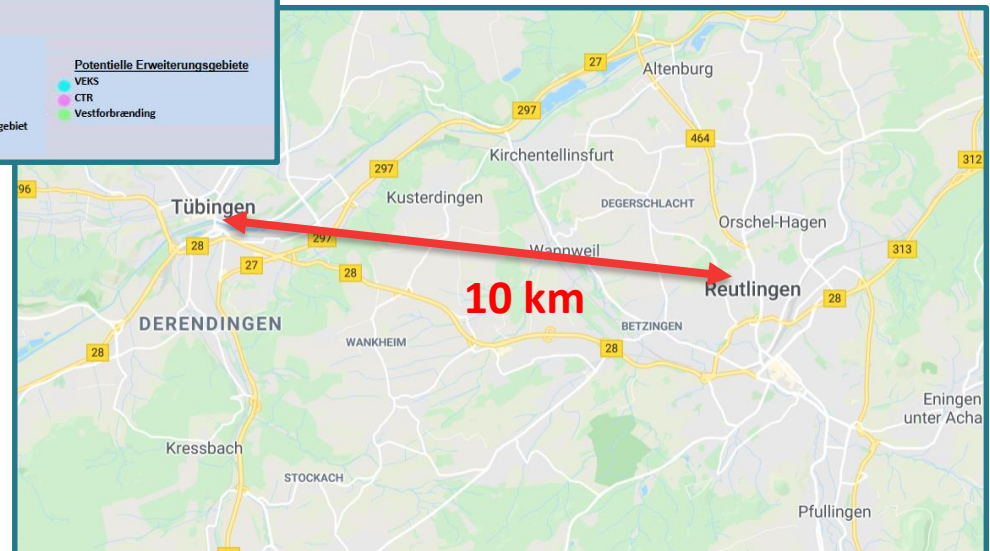 Potentielle Erweiterungsgebiete
VEKS
CTR
Vestforbrænding
gebiet
27
Altenburg
297
464
Kirchentellinsfurt
312
297
96
Kusterdingen
Tübingen
DEGERSCHLACHT
Orschel-Hagen
28
297
Wannweil
313
27
28
10 km
Reutlingen
28
DERENDINGEN
BETZINGEN
WANKHEIM
28
28
Eningen
unter Acha
Kressbach
STOCKACH
Pfullingen